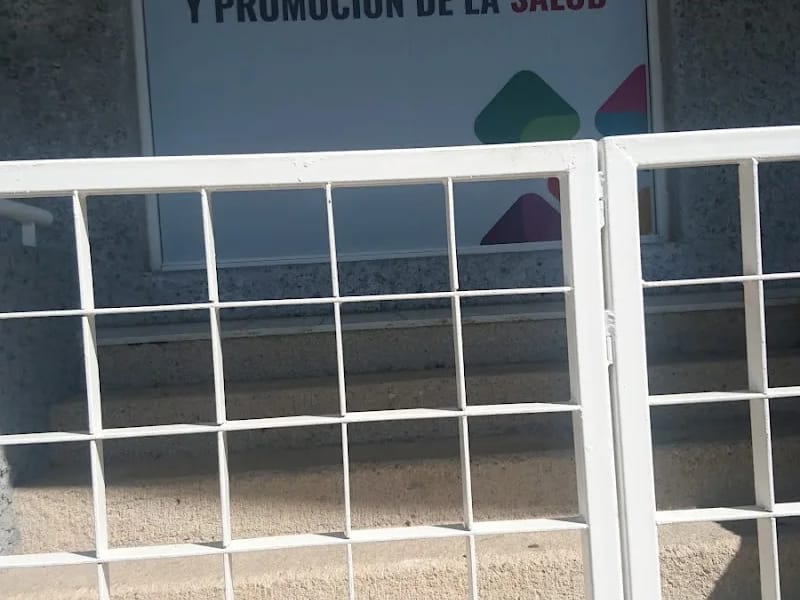 Y PROMOCIÓN DE LA SALUD